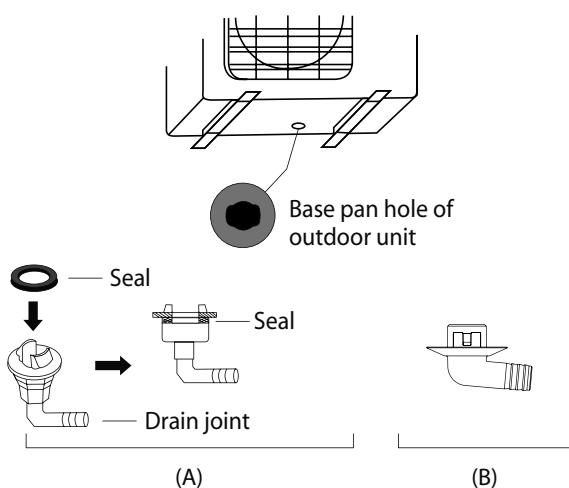 Base pan hole of
outdoor unit
Seal
Seal
Drain joint
(A)
(B)